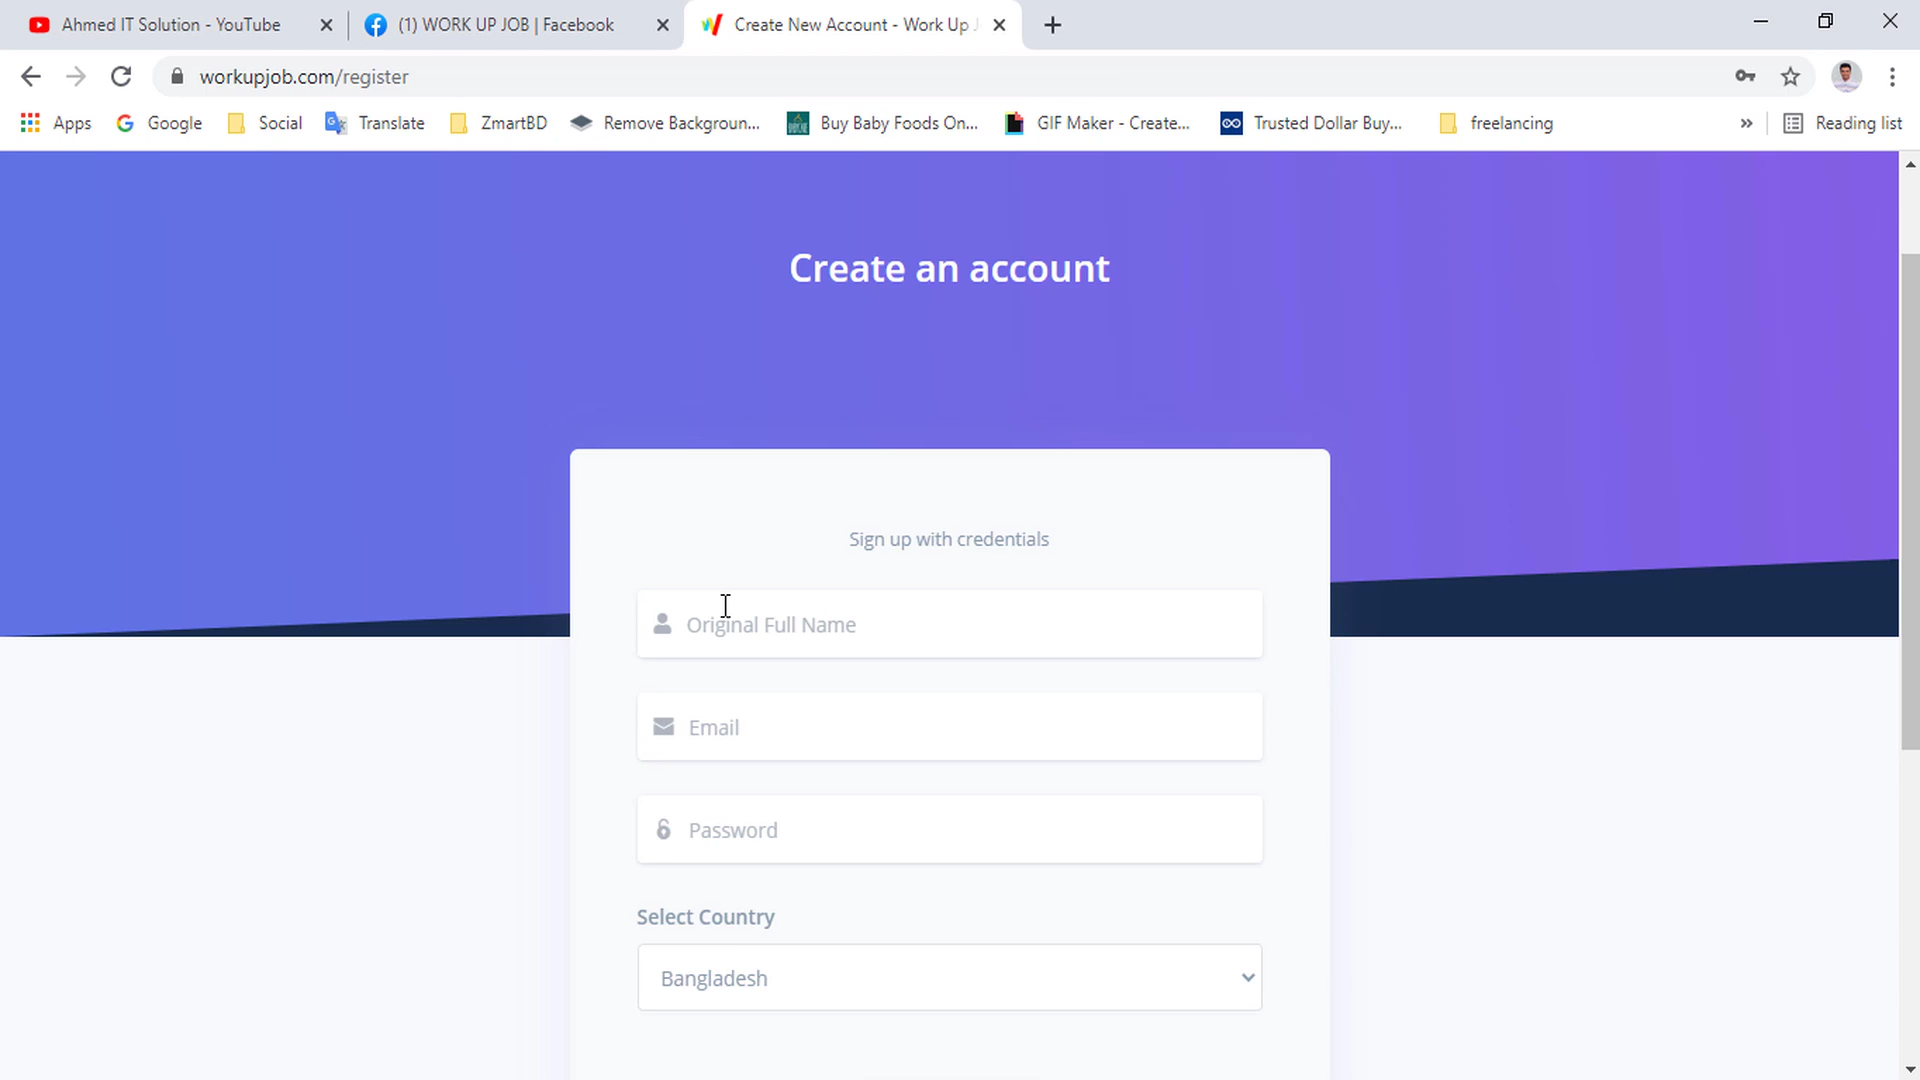 Ahmed IT Solution - YouTube
(1) WORK UP JOB | Facebook
Create New Account - Work Up J
workupjob.com/register
Apps
Google
Social
Translate
ZmartBD
Remove Backgroun...
Buy Baby Foods On...
GIF Maker - Create...
Trusted Dollar Buy...
freelancing
»
Reading list
Create an account
Sign up with credentials
Original Full Name
Email
Password
Select Country
Bangladesh